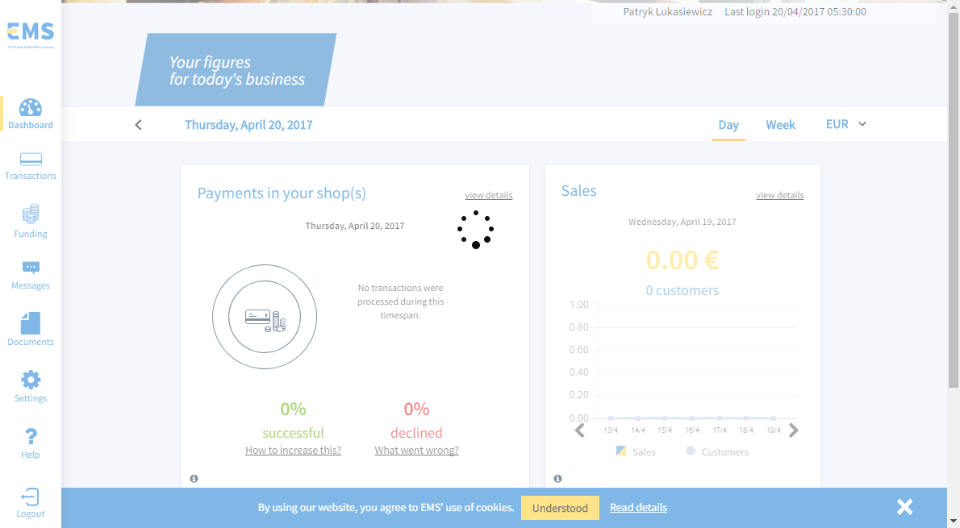 Patryk Lukasiewicz Last login 20/04/2017 05:30:00
EMS
Your figures
for today's business
Dashboard
Transactions
Funding
Messages
Documents
Settings
Help
Logout
Thursday, April 20, 2017
Day
Week
EUR
Payments in your shop(s)
view details
Thursday, April 20, 2017
No transactions were
processed during this
timespan.
0%
successful
How to increase this?
0%
declined
What went wrong?
Sales
view details
Wednesday, April 19, 2017
0.00 €
0 customers
1.00
0.80
0.60
0.40
0.20
0.00
13/4 14/4 15/4 16/4 17/4 18/4 19/4
Sales
Customers
By using our website, you agree to EMS' use of cookies.
Understood
Read details